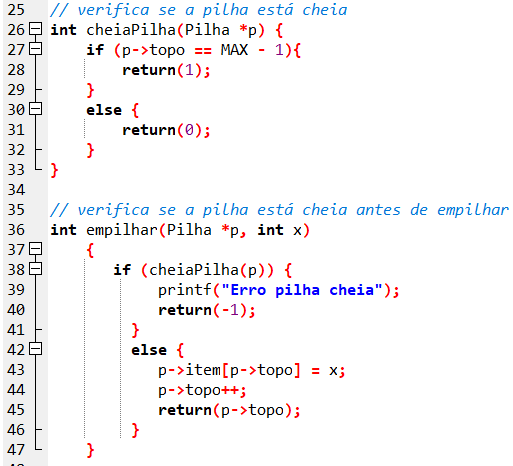 25 // verifica se a pilha está cheia
26 int cheiaPilha(Pilha *p) {
27 if (p->topo == MAX - 1){
28 return(1);
29 }
30 else {
31 return(0);
32 }
33 }
34
35 // verifica se a pilha está cheia antes de empilhar
36 int empilhar(Pilha *p, int x)
37 {
38 if (cheiaPilha(p)) {
39 printf("Erro pilha cheia");
40 return(-1);
41 }
42 else {
43 p->item[p->topo] = x;
44 p->topo++;
45 return(p->topo);
46 }
47 }